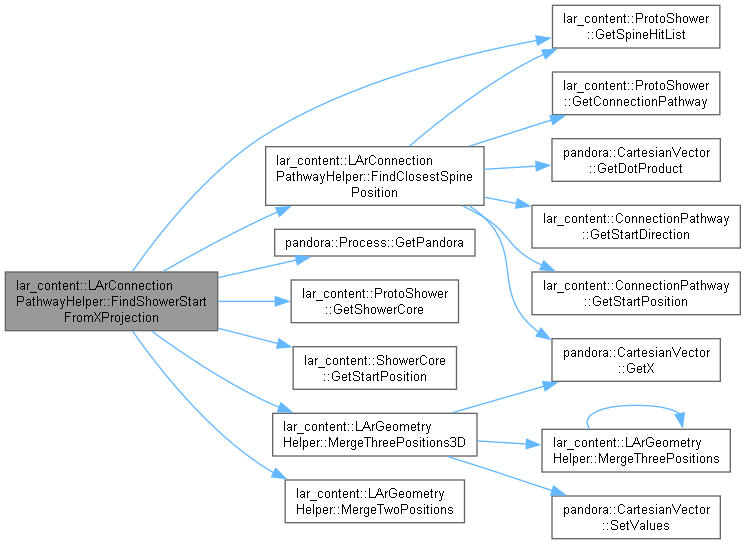 lar_content::LArConnection
PathwayHelper::FindShowerStart
FromXProjection
lar_content::LArConnection
PathwayHelper::FindClosestSpine
Position
pandora::Process::GetPandora
lar_content::ProtoShower
::GetShowerCore
lar_content::ShowerCore
::GetStartPosition
lar_content::LArGeometry
Helper::MergeThreePositions3D
lar_content::LArGeometry
Helper::MergeTwoPositions
lar_content::ProtoShower
::GetSpineHitList
lar_content::ProtoShower
::GetConnectionPathway
pandora::CartesianVector
::GetDotProduct
lar_content::ConnectionPathway
::GetStartDirection
lar_content::ConnectionPathway
::GetStartPosition
pandora::CartesianVector
::GetX
lar_content::LArGeometry
Helper::MergeThreePositions
pandora::CartesianVector
::SetValues